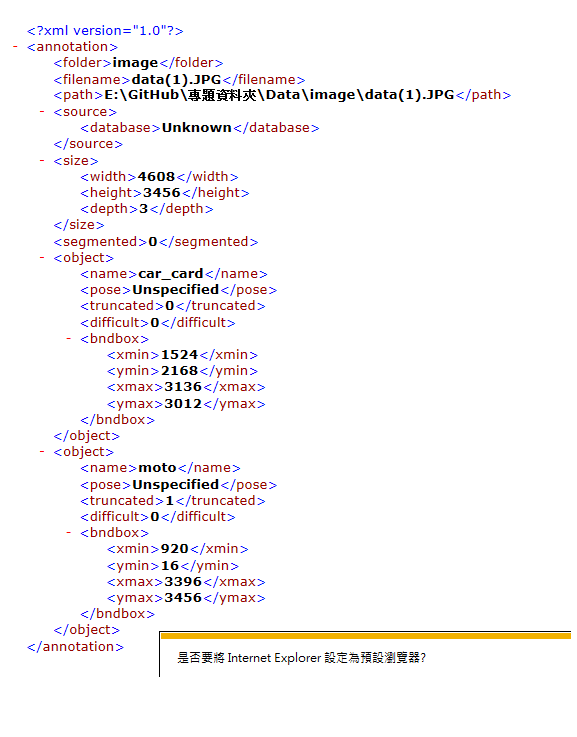 <?xml version="1.0"?>
- <annotation>
<folder>image</folder>
<filename>data(1).JPG</filename>
<path>E:\GitHub\專題資料夾\Data\image\data(1).JPG</path>
- <source>
<database>Unknown</database>
</source>
- <size>
<width>4608</width>
<height>3456</height>
<depth>3</depth>
</size>
<segmented>0</segmented>
- <object>
<name>car_card</name>
<pose>Unspecified</pose>
<truncated>0</truncated>
<difficult>0</difficult>
- <bndbox>
<xmin>1524</xmin>
<ymin>2168</ymin>
<xmax>3136</xmax>
<ymax>3012</ymax>
</bndbox>
</object>
- <object>
<name>moto</name>
<pose>Unspecified</pose>
<truncated>1</truncated>
<difficult>0</difficult>
- <bndbox>
<xmin>920</xmin>
<ymin>16</ymin>
<xmax>3396</xmax>
<ymax>3456</ymax>
</bndbox>
</object>
</annotation>
是否要將 Internet Explorer 設定為預設瀏覽器?